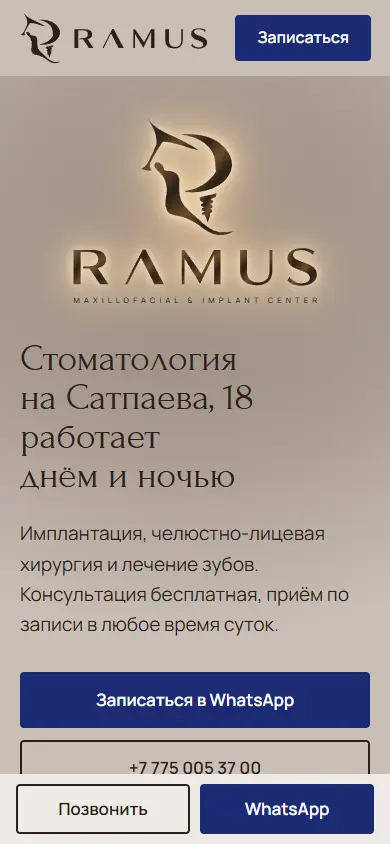 RAMUS
Записаться
RAMUS
MAXILLOFACIAL & IMPLANT CENTER
Стоматология
на Сатпаева, 18
работает
днём и ночью
Имплантация, челюстно-лицевая
хирургия и лечение зубов.
Консультация бесплатная, приём по
записи в любое время суток.
Записаться в WhatsApp
+7 775 005 37 00
Позвонить
WhatsApp